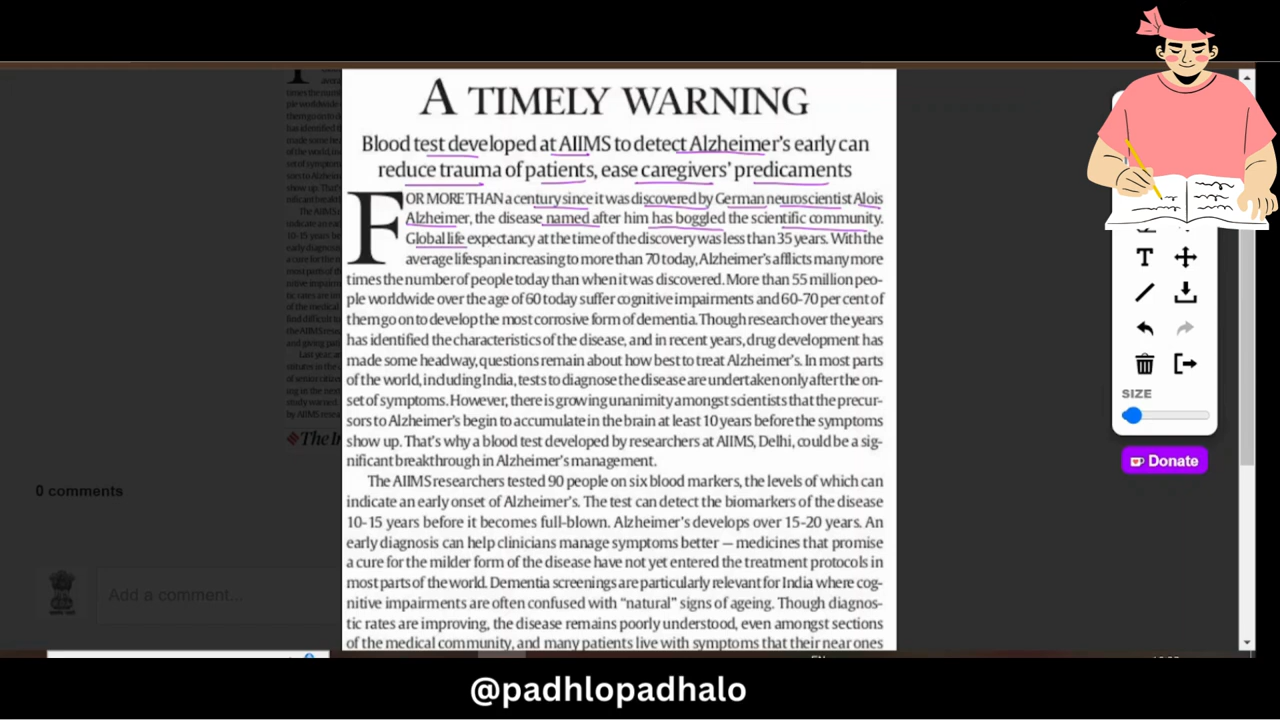 A TIMELY WARNING
Blood test developed at AIIMS to detect Alzheimer's early can
reduce trauma of patients, ease caregivers' predicaments
FOR MORE THAN a century since it was discovered by German neuroscientist Alois
Alzheimer, the disease named after him has boggled the scientific community.
Global life expectancy at the time of the discovery was less than 35 years. With the
average lifespan increasing to more than 70 today, Alzheimer's afflicts many more
times the number of people today than when it was discovered. More than 55 million peo-
ple worldwide over the age of 60 today suffer cognitive impairments and 60-70 per cent of
them go on to develop the most corrosive form of dementia. Though research over the years
has identified the characteristics of the disease, and in recent years, drug development has
made some headway, questions remain about how best to treat Alzheimer's. In most parts
of the world, including India, tests to diagnose the disease are undertaken only after the on-
set of symptoms. However, there is growing unanimity amongst scientists that the precur-
sors to Alzheimer's begin to accumulate in the brain at least 10 years before the symptoms
show up. That's why a blood test developed by researchers at AIIMS, Delhi, could be a sig-
nificant breakthrough in Alzheimer's management.
The AIIMS researchers tested 90 people on six blood markers, the levels of which can
indicate an early onset of Alzheimer's. The test can detect the biomarkers of the disease
10-15 years before it becomes full-blown. Alzheimer's develops over 15-20 years. An
early diagnosis can help clinicians manage symptoms better — medicines that promise
a cure for the milder form of the disease have not yet entered the treatment protocols in
most parts of the world. Dementia screenings are particularly relevant for India where cog-
nitive impairments are often confused with "natural" signs of ageing. Though diagnos-
tic rates are improving, the disease remains poorly understood, even amongst sections
of the medical community, and many patients live with symptoms that their near ones
0 comments
Add a comment...
T
SIZE
Donate
@padhlopadhalo